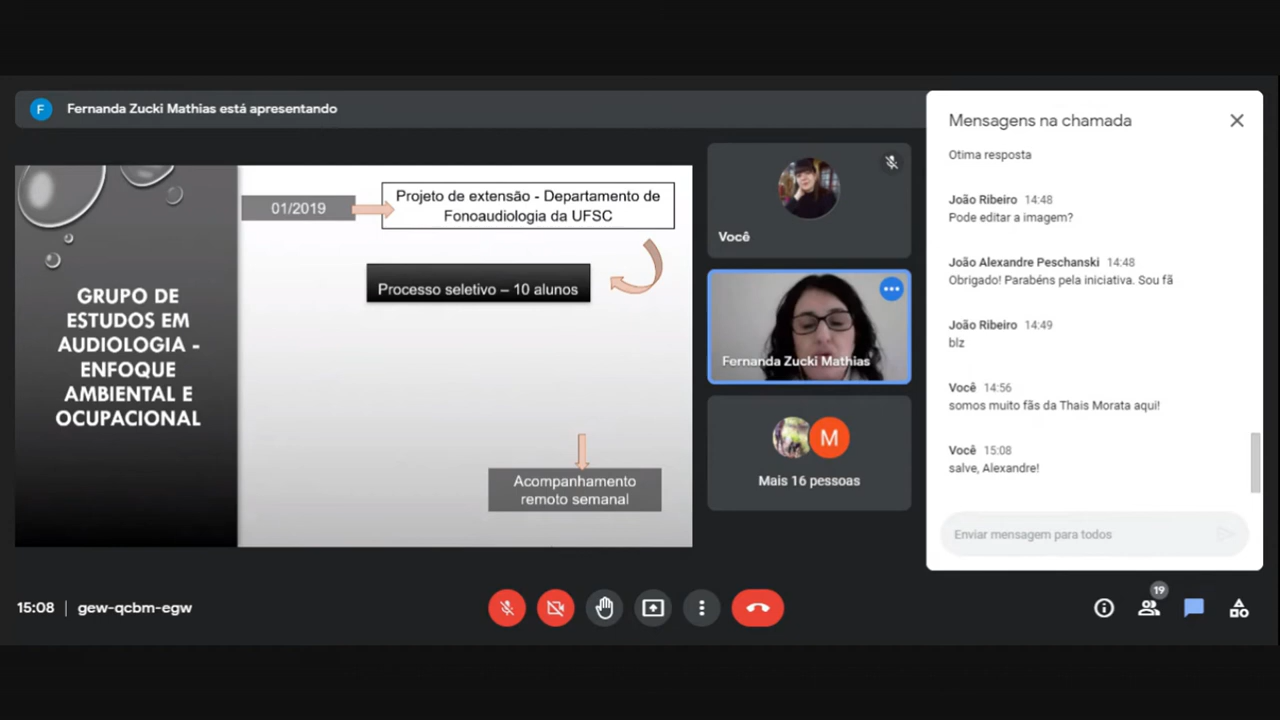 F
Fernanda Zucki Mathias está apresentando
GRUPO DE
ESTUDOS EM
AUDIOLOGIA -
ENFOQUE
AMBIENTAL E
OCUPACIONAL
01/2019
Projeto de extensão - Departamento de
Fonoaudiologia da UFSC
Processo seletivo – 10 alunos
Acompanhamento
remoto semanal
Você
Fernanda Zucki Mathias
M
Mais 16 pessoas
Mensagens na chamada
Otima resposta
João Ribeiro 14:48
Pode editar a imagem?
João Alexandre Peschanski 14:48
Obrigado! Parabéns pela iniciativa. Sou fã
João Ribeiro 14:49
blz
Você 14:56
somos muito fãs da Thais Morata aqui!
Você 15:08
salve, Alexandre!
Enviar mensagem para todos
15:08 | gew-qcbm-egw
19